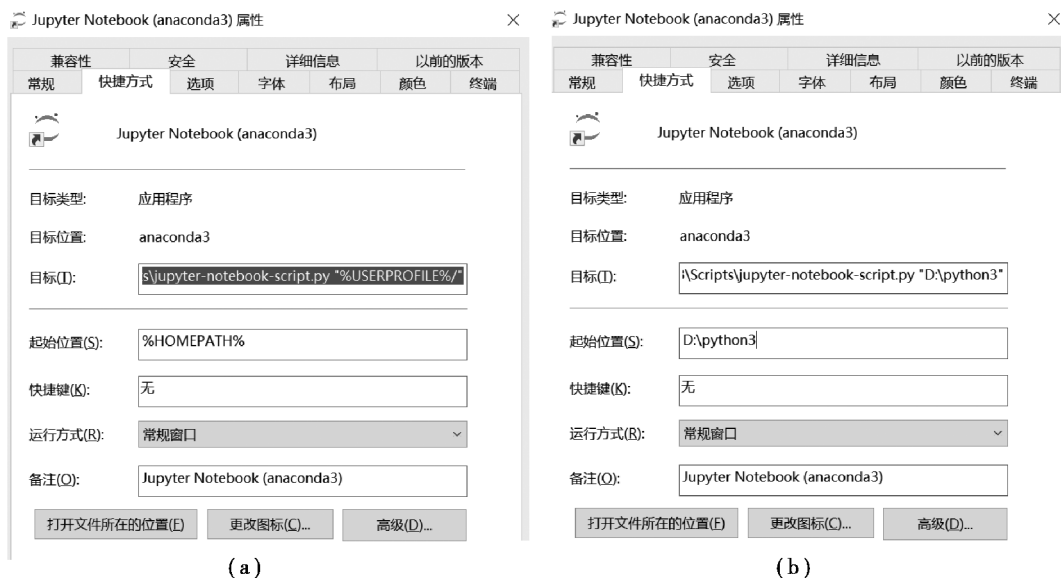 Jupyter Notebook (anaconda3) 属性
兼容性 安全 详细信息 以前的版本
常规 快捷方式 选项 字体 布局 颜色 终端
Jupyter Notebook (anaconda3)
目标类型: 应用程序
目标位置: anaconda3
目标(T): s\jupyter-notebook-script.py "%USERPROFILE%/"
起始位置(S): %HOMEPATH%
快捷键(K): 无
运行方式(R): 常规窗口
备注(O): Jupyter Notebook (anaconda3)
打开文件所在的位置(F) 更改图标(C)... 高级(D)...
(a)
Jupyter Notebook (anaconda3) 属性
兼容性 安全 详细信息 以前的版本
常规 快捷方式 选项 字体 布局 颜色 终端
Jupyter Notebook (anaconda3)
目标类型: 应用程序
目标位置: anaconda3
目标(T): \Scripts\jupyter-notebook-script.py "D:\python3"
起始位置(S): D:\python3
快捷键(K): 无
运行方式(R): 常规窗口
备注(O): Jupyter Notebook (anaconda3)
打开文件所在的位置(F) 更改图标(C)... 高级(D)...
(b)